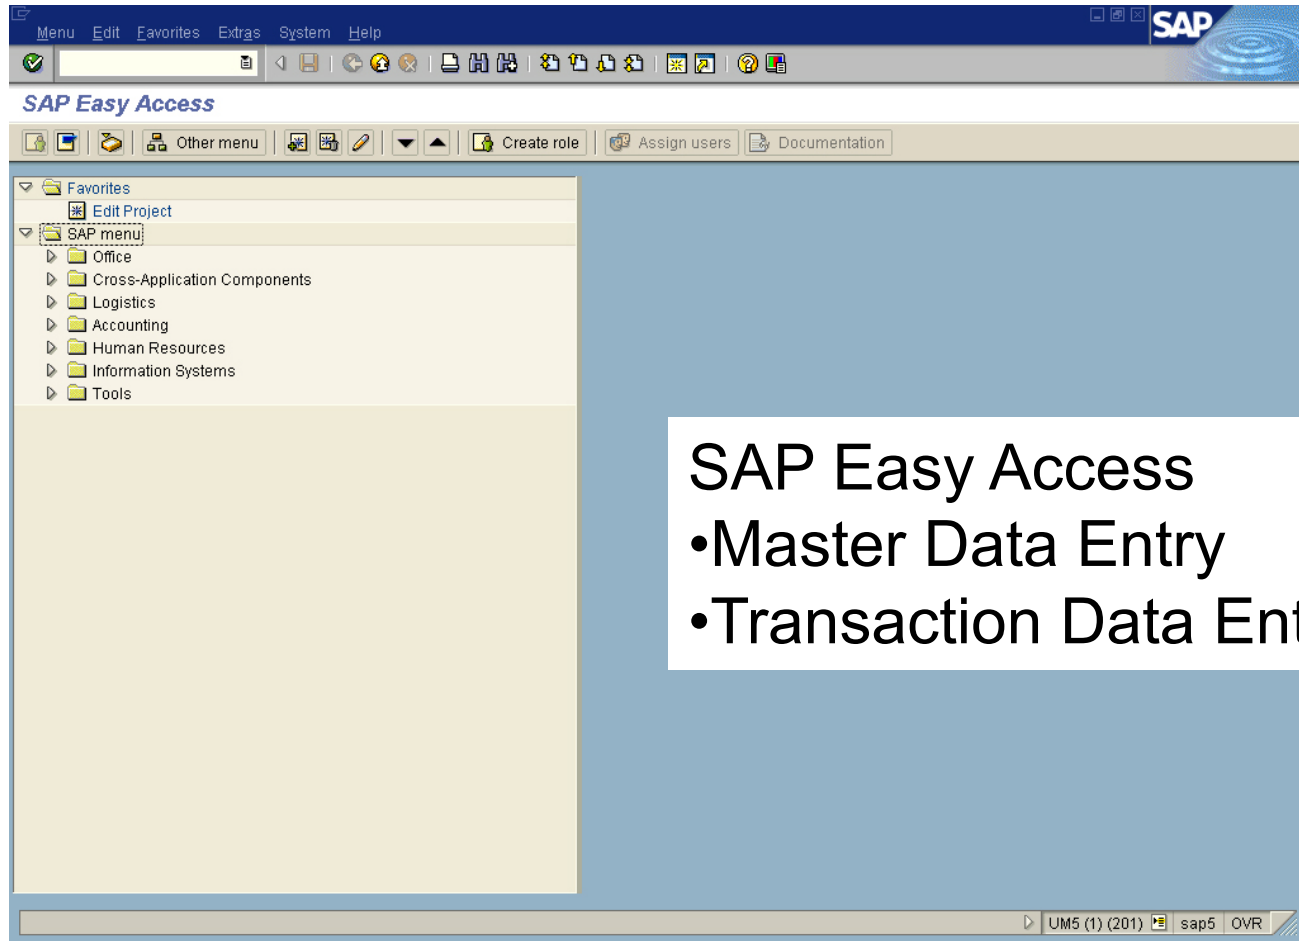 Menu Edit Favorites Extras System Help
SAP
SAP Easy Access
Other menu Create role Assign users Documentation
Favorites
Edit Project
SAP menu
Office
Cross-Application Components
Logistics
Accounting
Human Resources
Information Systems
Tools
SAP Easy Access
•Master Data Entry
•Transaction Data Ent
UM5 (1) (201) sap5 OVR